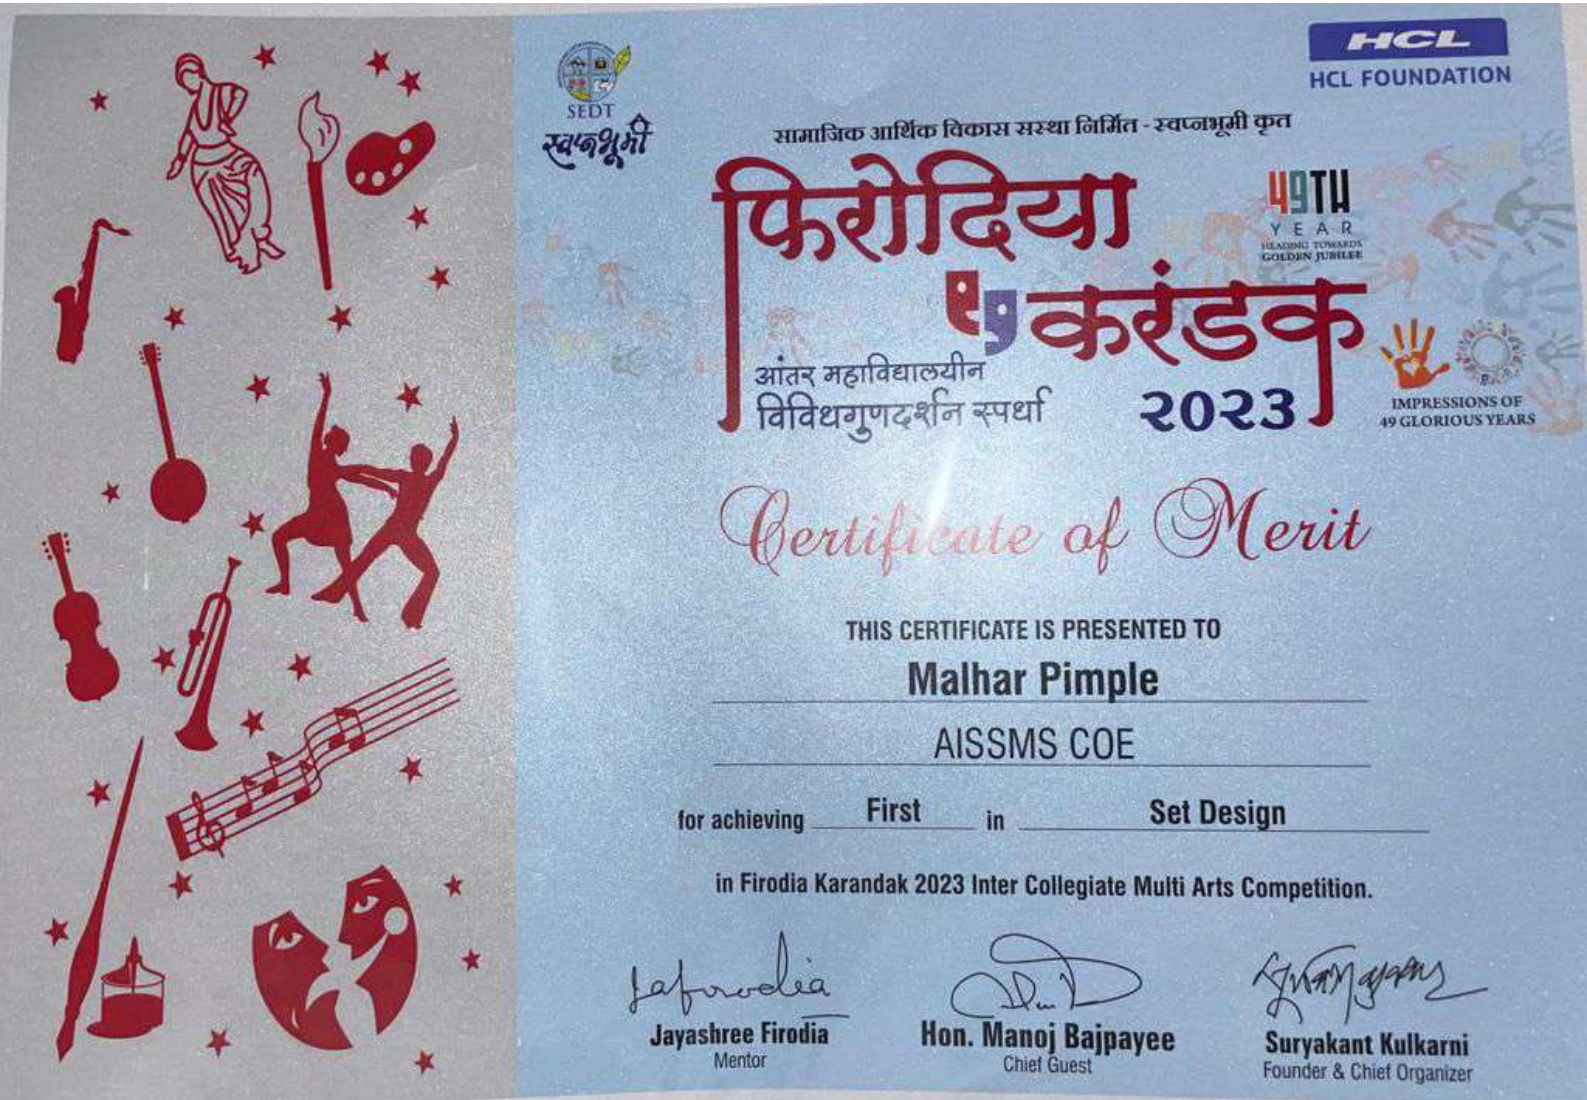 SEDT
स्वप्नभूमी
HCL
HCL FOUNDATION
सामाजिक आर्थिक विकास सस्था निर्मित - स्वप्नभूमी कृत
फिरोदिया
49TH
YEAR
HEADING TOWARDS
GOLDEN JUBILEE
करंडक
आंतर महाविद्यालयीन
विविधगुणदर्शन स्पर्धा
२०२३
IMPRESSIONS OF
49 GLORIOUS YEARS
Certificate of Merit
THIS CERTIFICATE IS PRESENTED TO
Malhar Pimple
AISSMS COE
for achieving First in Set Design
in Firodia Karandak 2023 Inter Collegiate Multi Arts Competition.
Jayashree Firodia
Mentor
Hon. Manoj Bajpayee
Chief Guest
Suryakant Kulkarni
Founder & Chief Organizer